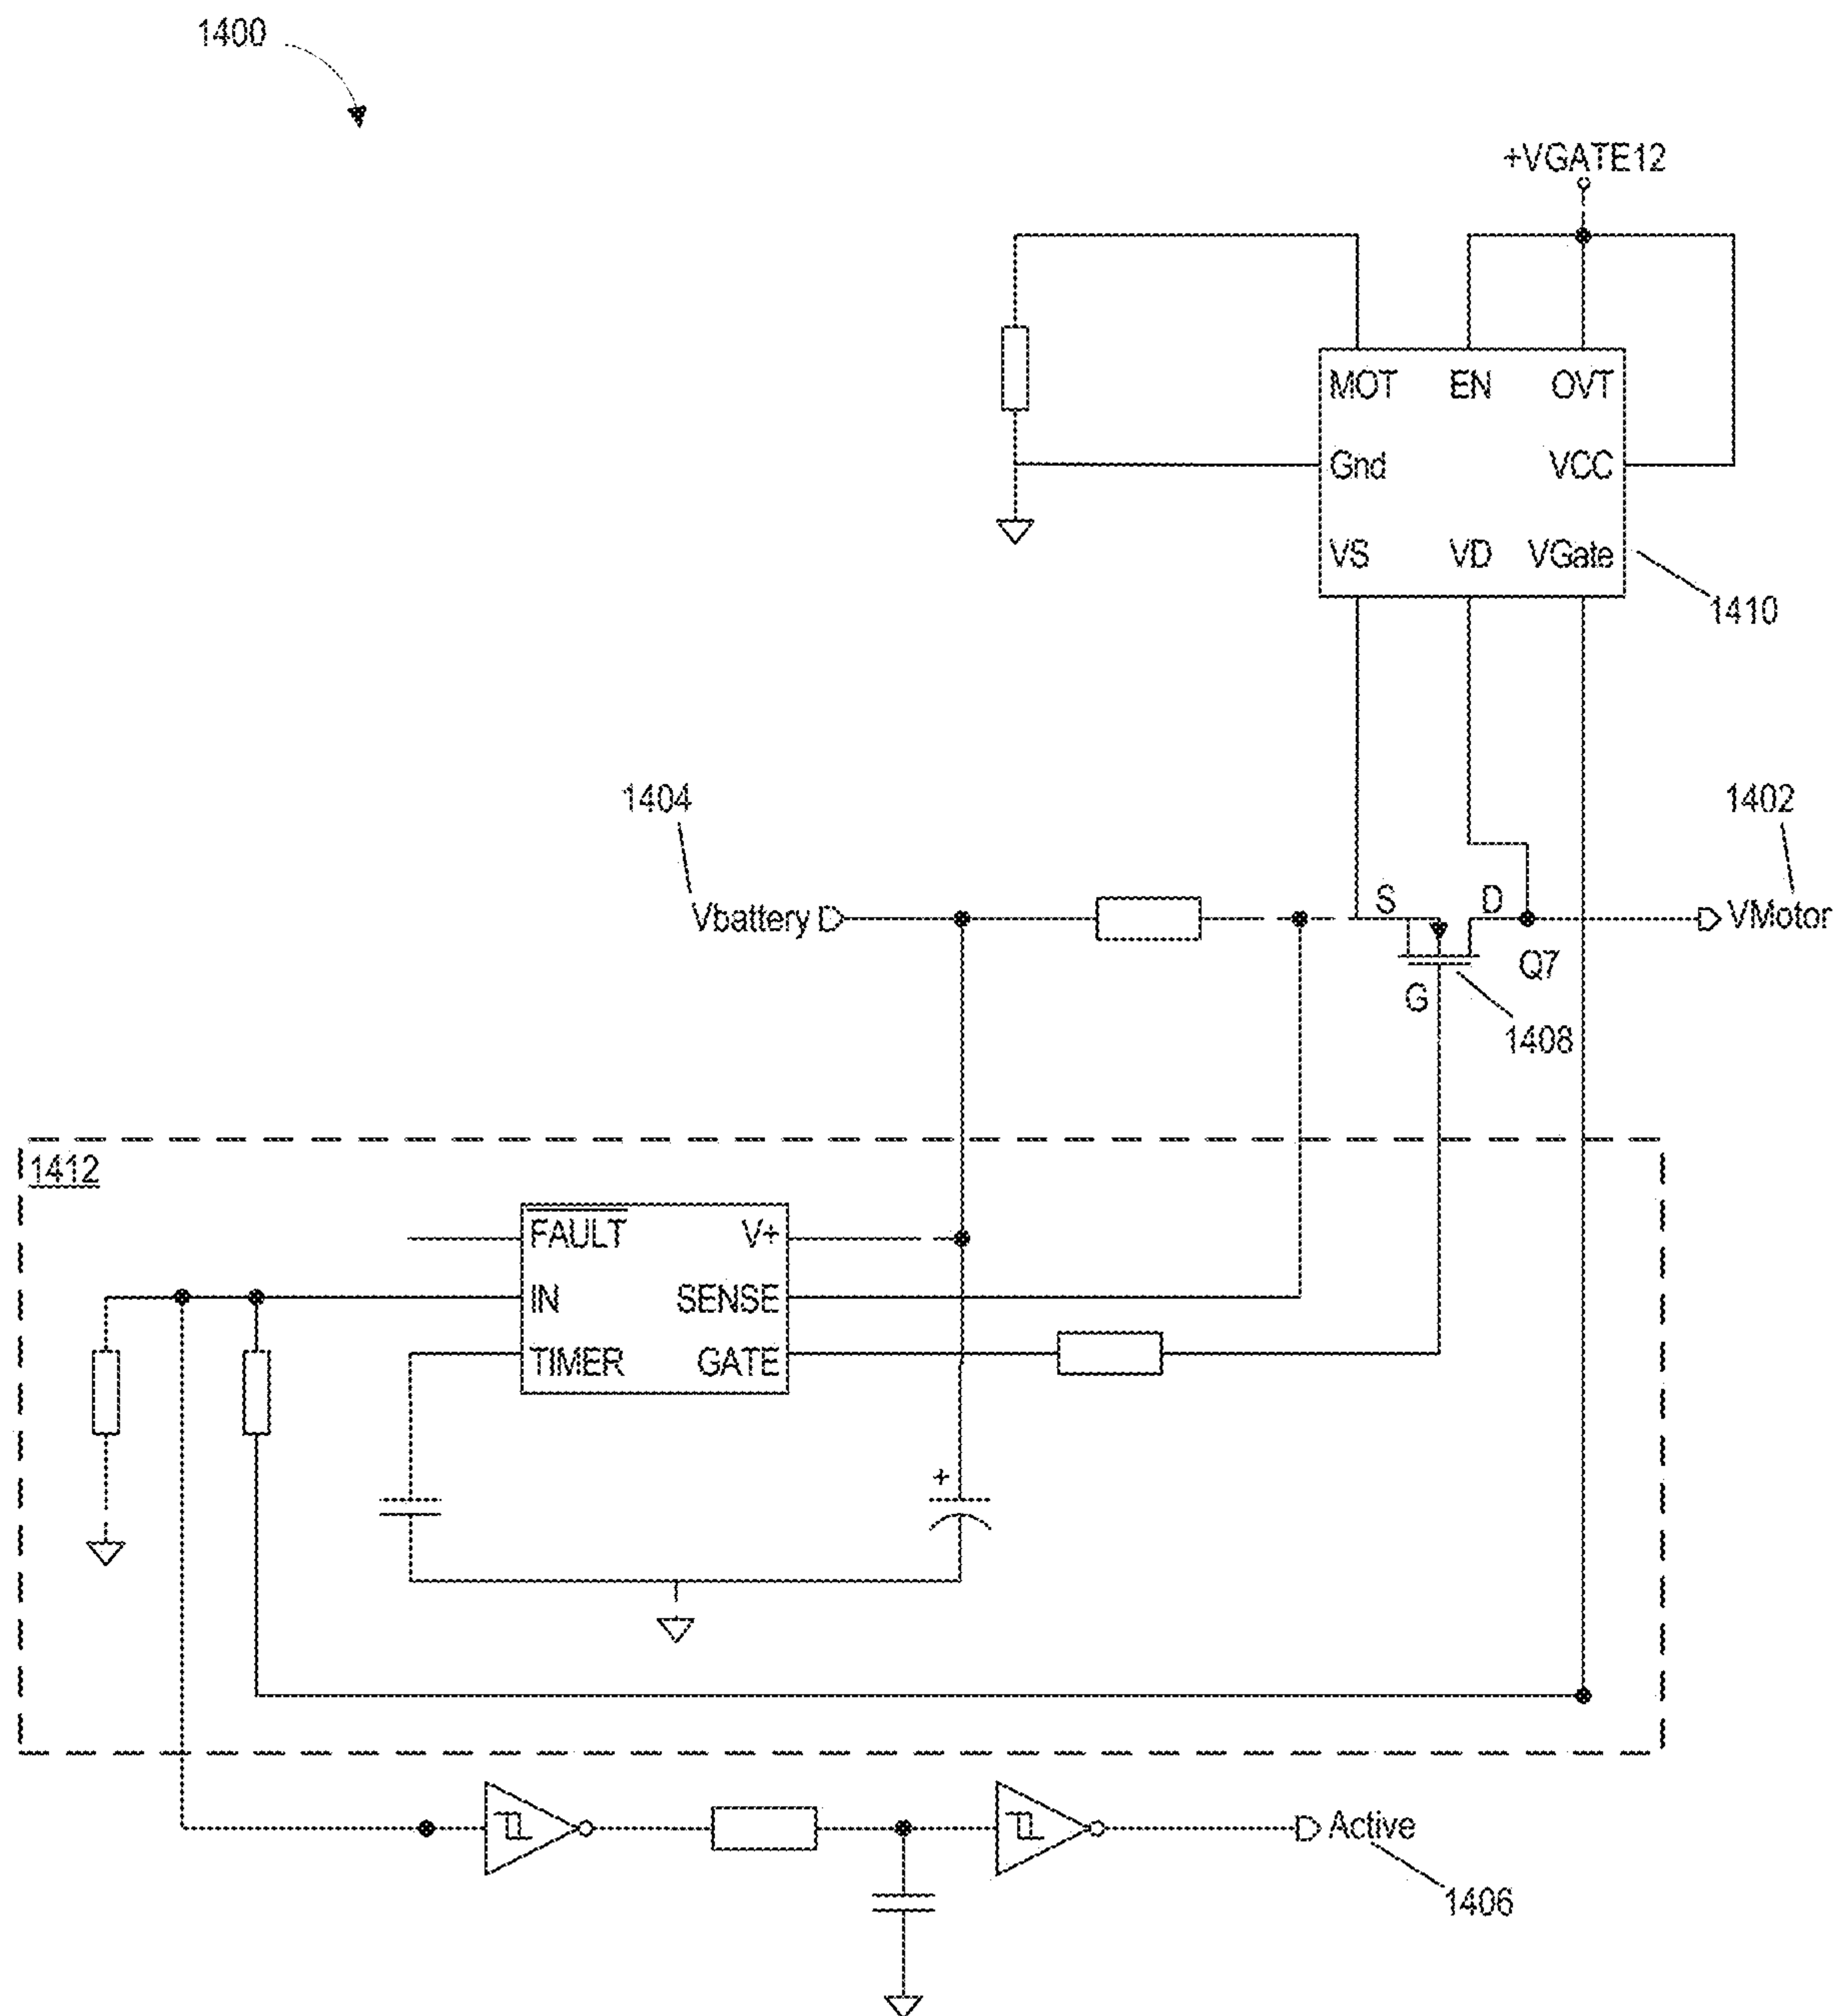 1400
+VGATE12
MOT EN OVT
Gnd VCC
VS VD VGate
1410
1404
1402
Vbattery
S D
VMotor
Q7
G
1408
1412
FAULT V+
IN SENSE
TIMER GATE
+
Active
1406